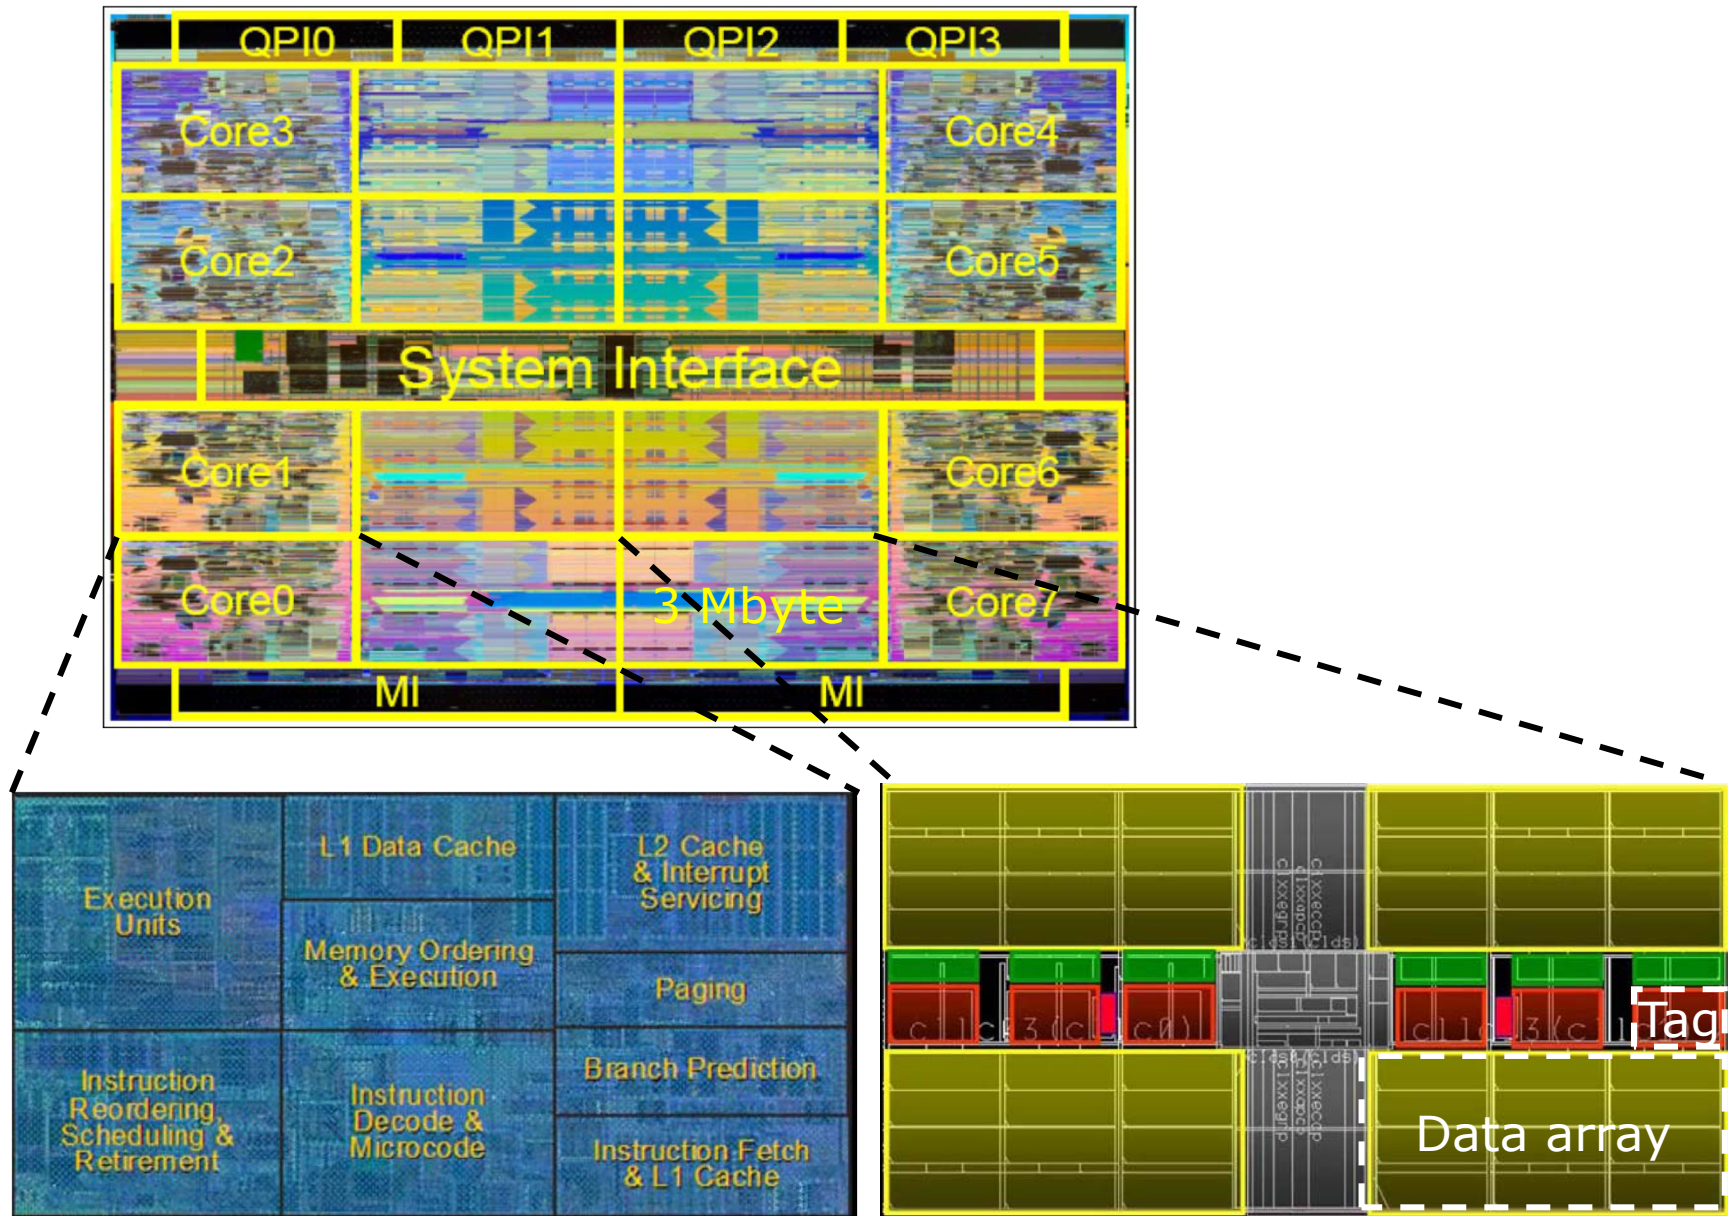 QPI0 QPI1 QPI2 QPI3
Core3 Core4
Core2 Core5
System Interface
Core1 Core6
Core0 3 Mbyte Core7
MI MI
Execution
Units
L1 Data Cache
L2 Cache
& Interrupt
Servicing
Memory Ordering
& Execution
Paging
Instruction
Reordering,
Scheduling &
Retirement
Instruction
Decode &
Microcode
Branch Prediction
Instruction Fetch
& L1 Cache
Tag
Data array